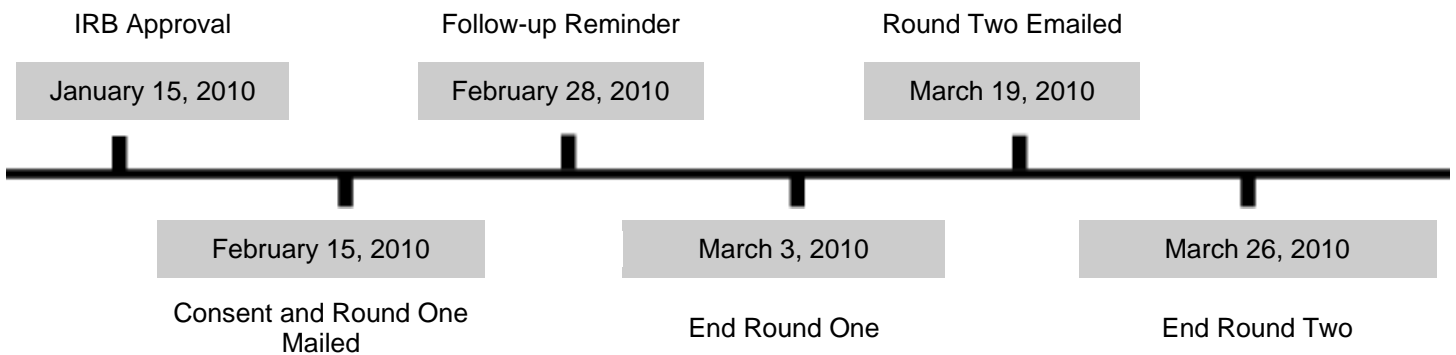 IRB Approval
January 15, 2010
Follow-up Reminder
February 28, 2010
Round Two Emailed
March 19, 2010
February 15, 2010
Consent and Round One
Mailed
March 3, 2010
End Round One
March 26, 2010
End Round Two